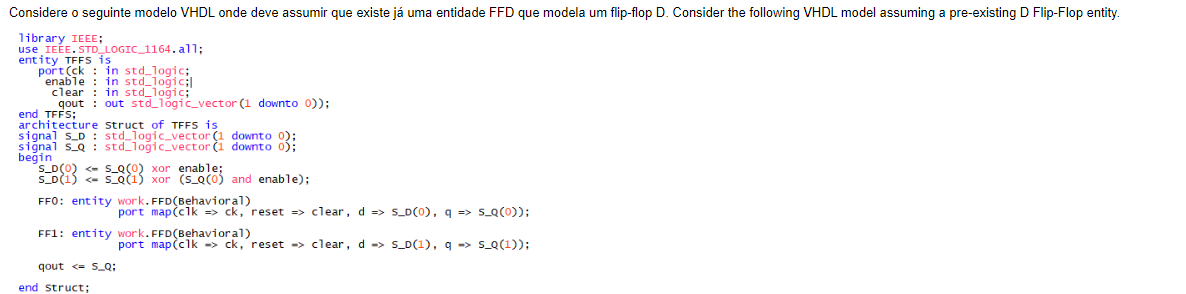 Considere o seguinte modelo VHDL onde deve assumir que existe já uma entidade FFD que modela um flip-flop D. Consider the following VHDL model assuming a pre-existing D Flip-Flop entity.
library IEEE;
use IEEE.STD_LOGIC_1164.all;
entity TFFS is
port(ck : in std_logic;
enable : in std_logic;|
clear : in std_logic;
qout : out std_logic_vector(1 downto 0));
end TFFS;
architecture Struct of TFFS is
signal S_D : std_logic_vector(1 downto 0);
signal S_Q : std_logic_vector(1 downto 0);
begin
S_D(0) <= S_Q(0) xor enable;
S_D(1) <= S_Q(1) xor (S_Q(0) and enable);
FF0: entity work.FFD(Behavioral)
port map(clk => ck, reset => clear, d => S_D(0), q => S_Q(0));
FF1: entity work.FFD(Behavioral)
port map(clk => ck, reset => clear, d => S_D(1), q => S_Q(1));
qout <= S_Q;
end Struct;